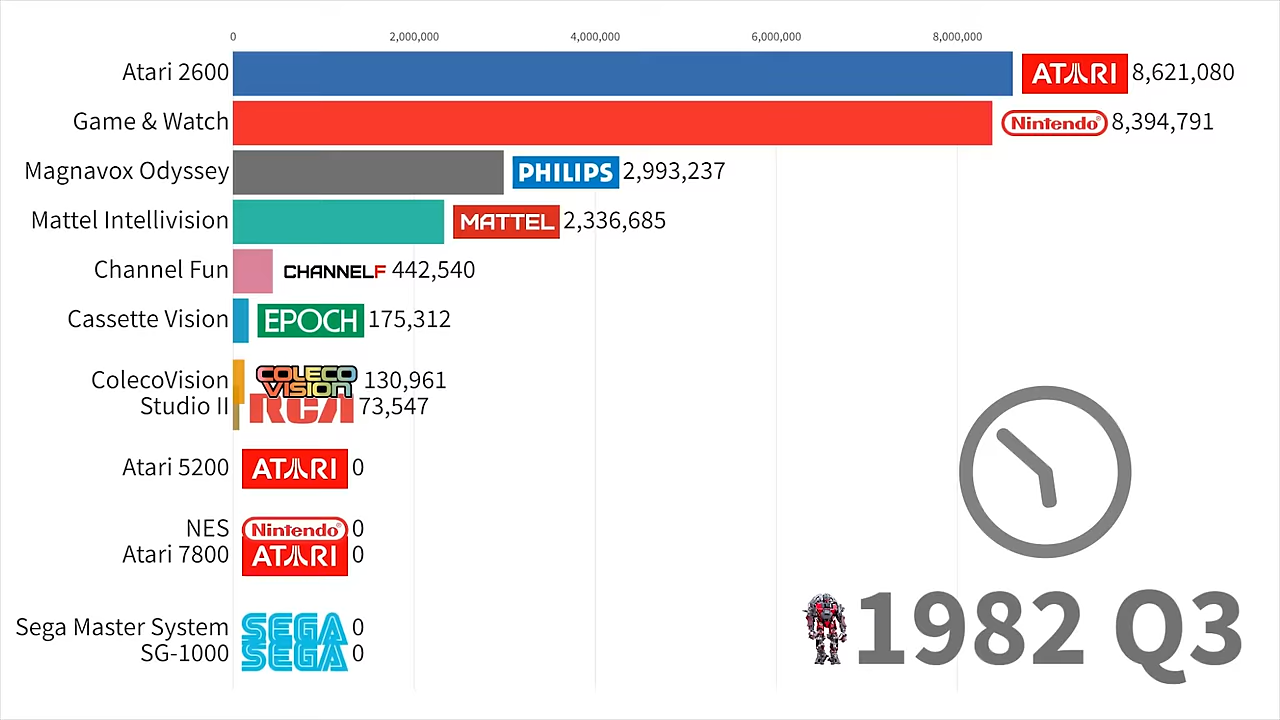 0 2,000,000 4,000,000 6,000,000 8,000,000
Atari 2600 ATARI 8,621,080
Game & Watch Nintendo® 8,394,791
Magnavox Odyssey PHILIPS 2,993,237
Mattel Intellivision MATTEL 2,336,685
Channel Fun CHANNELF 442,540
Cassette Vision EPOCH 175,312
ColecoVision COLECO VISION 130,961
Studio II RCA 73,547
Atari 5200 ATARI 0
NES Nintendo® 0
Atari 7800 ATARI 0
Sega Master System SEGA 0
SG-1000 SEGA 0
1982 Q3